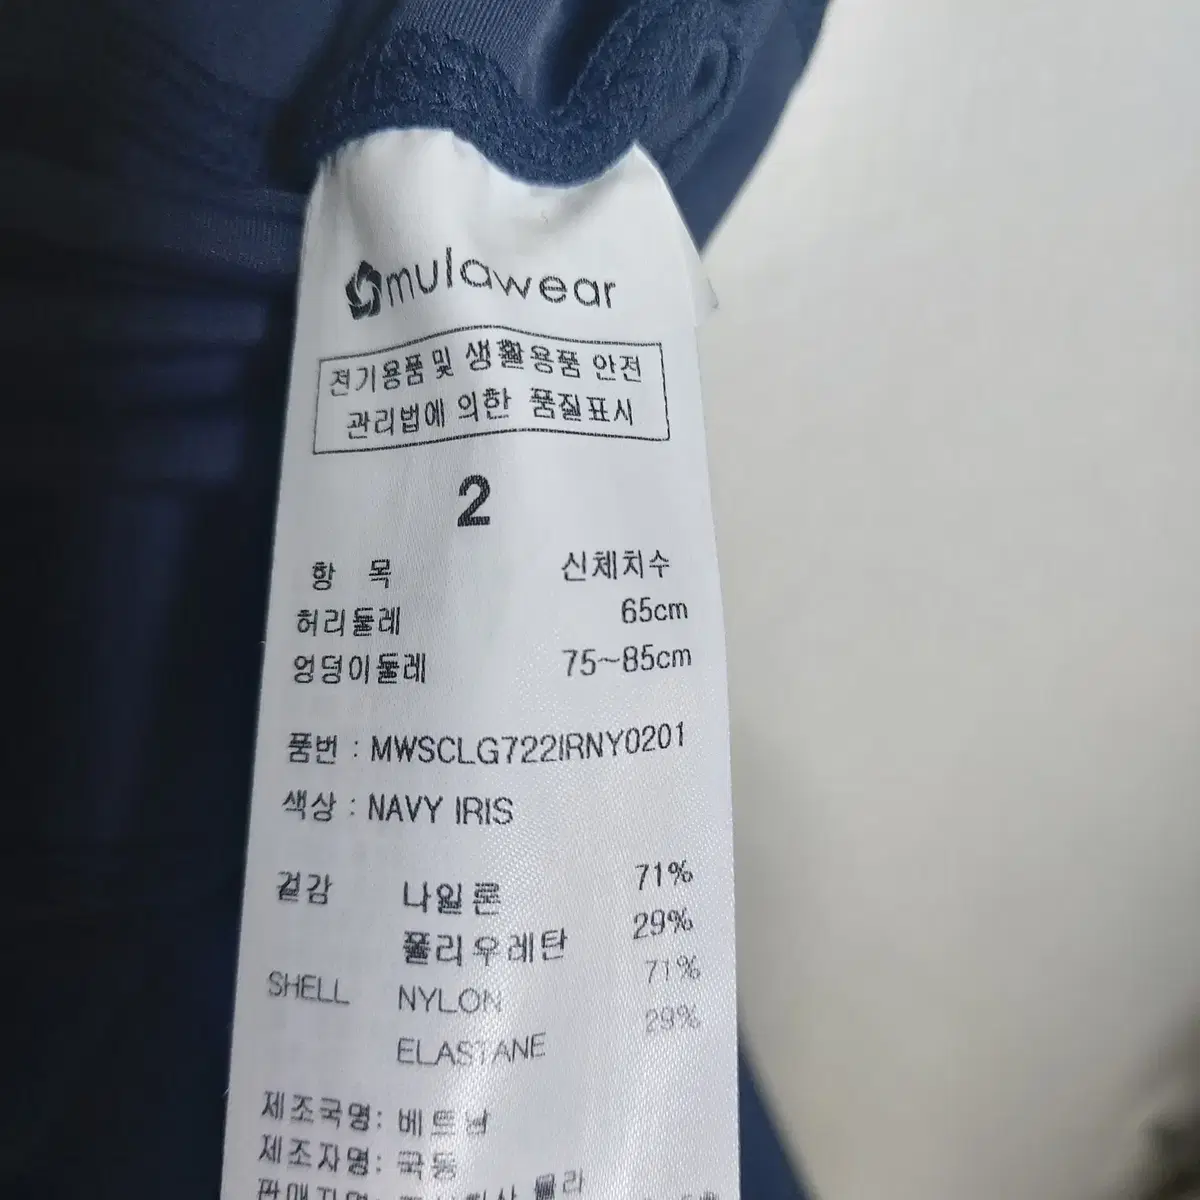 mulawear
전기용품 및 생활용품 안전
관리법에 의한 품질표시
2
항 목 신체치수
허리둘레 65cm
엉덩이둘레 75~85cm
품번 : MWSCLG722IRNY0201
색상 : NAVY IRIS
겉감 나일론 71%
폴리우레탄 29%
SHELL NYLON 71%
ELASTANE 29%
제조국명: 베트남
제조자명: 국동